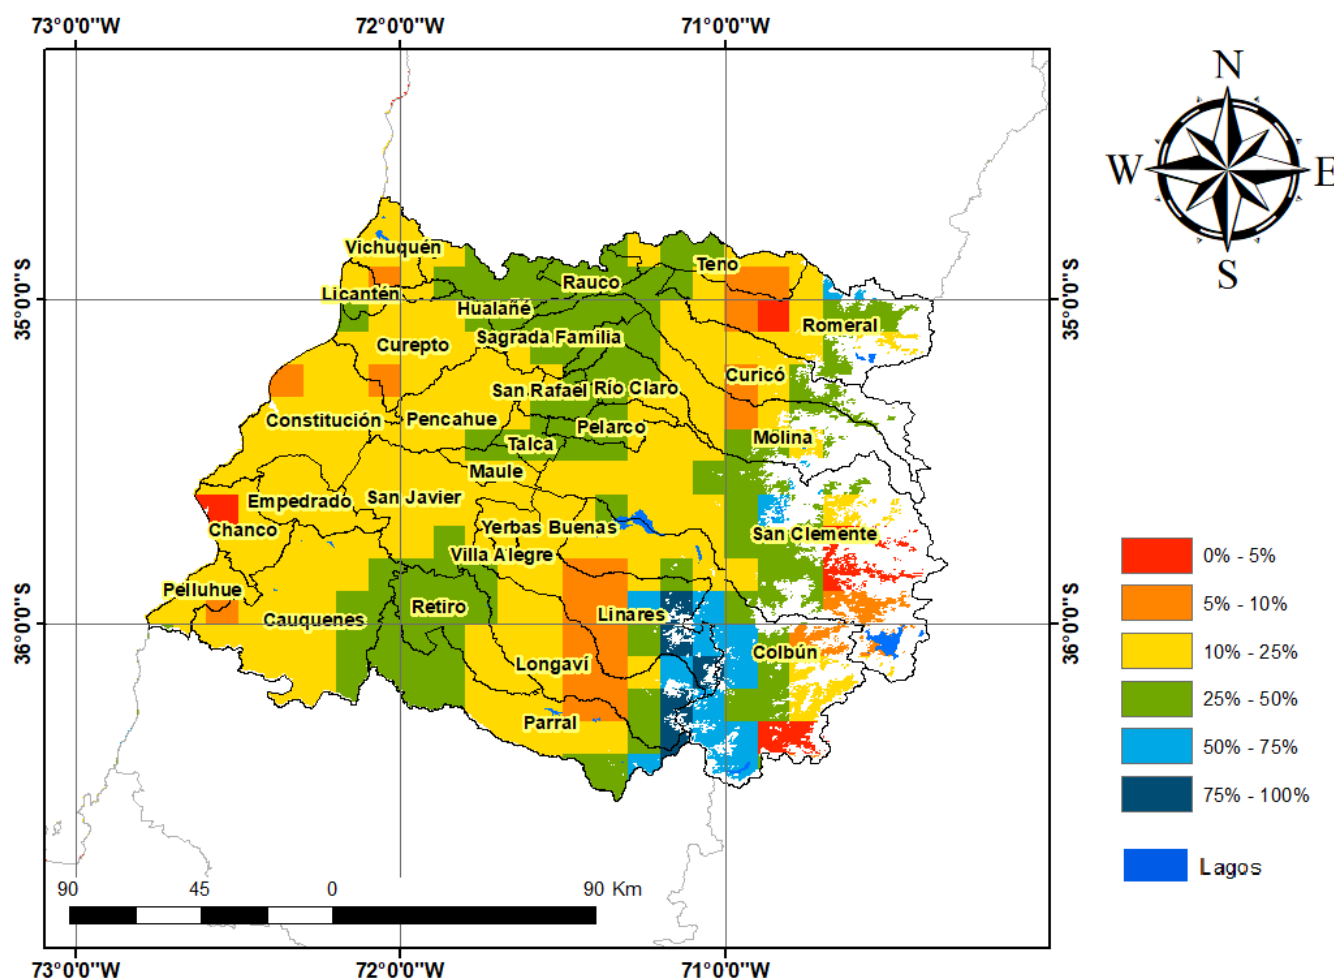 73°0'0"W 72°0'0"W 71°0'0"W
N
W E
S
35°0'0"S
35°0'0"S
36°0'0"S
36°0'0"S
Vichuquén
Teno
Rauco
Licantén
Hualañé
Romeral
Sagrada Familia
Curepto
Curicó
San Rafael
Río Claro
Constitución
Pencahue
Pelarco
Molina
Talca
Maule
Empedrado
San Javier
Chanco
Yerbas Buenas
San Clemente
Villa Alegre
Pelluhue
Retiro
Linares
Cauquenes
Colbún
Longaví
Parral
0% - 5%
5% - 10%
10% - 25%
25% - 50%
50% - 75%
75% - 100%
Lagos
90 45 0 90 Km
73°0'0"W 72°0'0"W 71°0'0"W